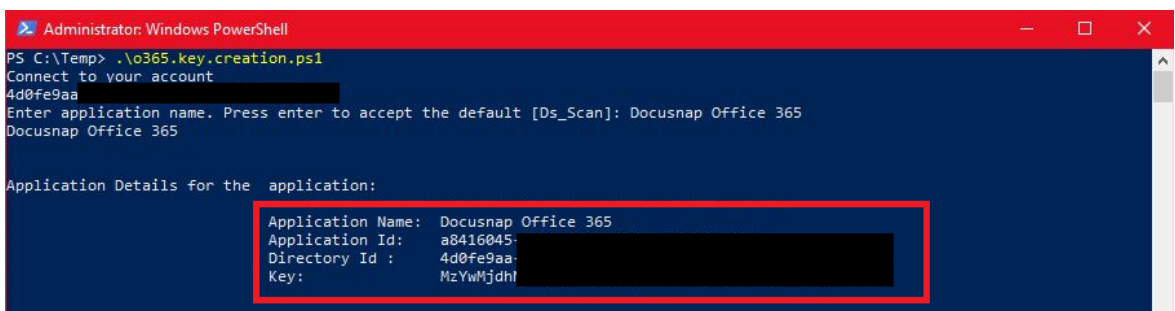 Administrator: Windows PowerShell
PS C:\Temp> .\o365.key.creation.ps1
Connect to your account
4d0fe9aa
Enter application name. Press enter to accept the default [Ds_Scan]: Docusnap Office 365
Docusnap Office 365
Application Details for the application:
Application Name: Docusnap Office 365
Application Id: a8416045-
Directory Id : 4d0fe9aa-
Key: MzYwMjdh